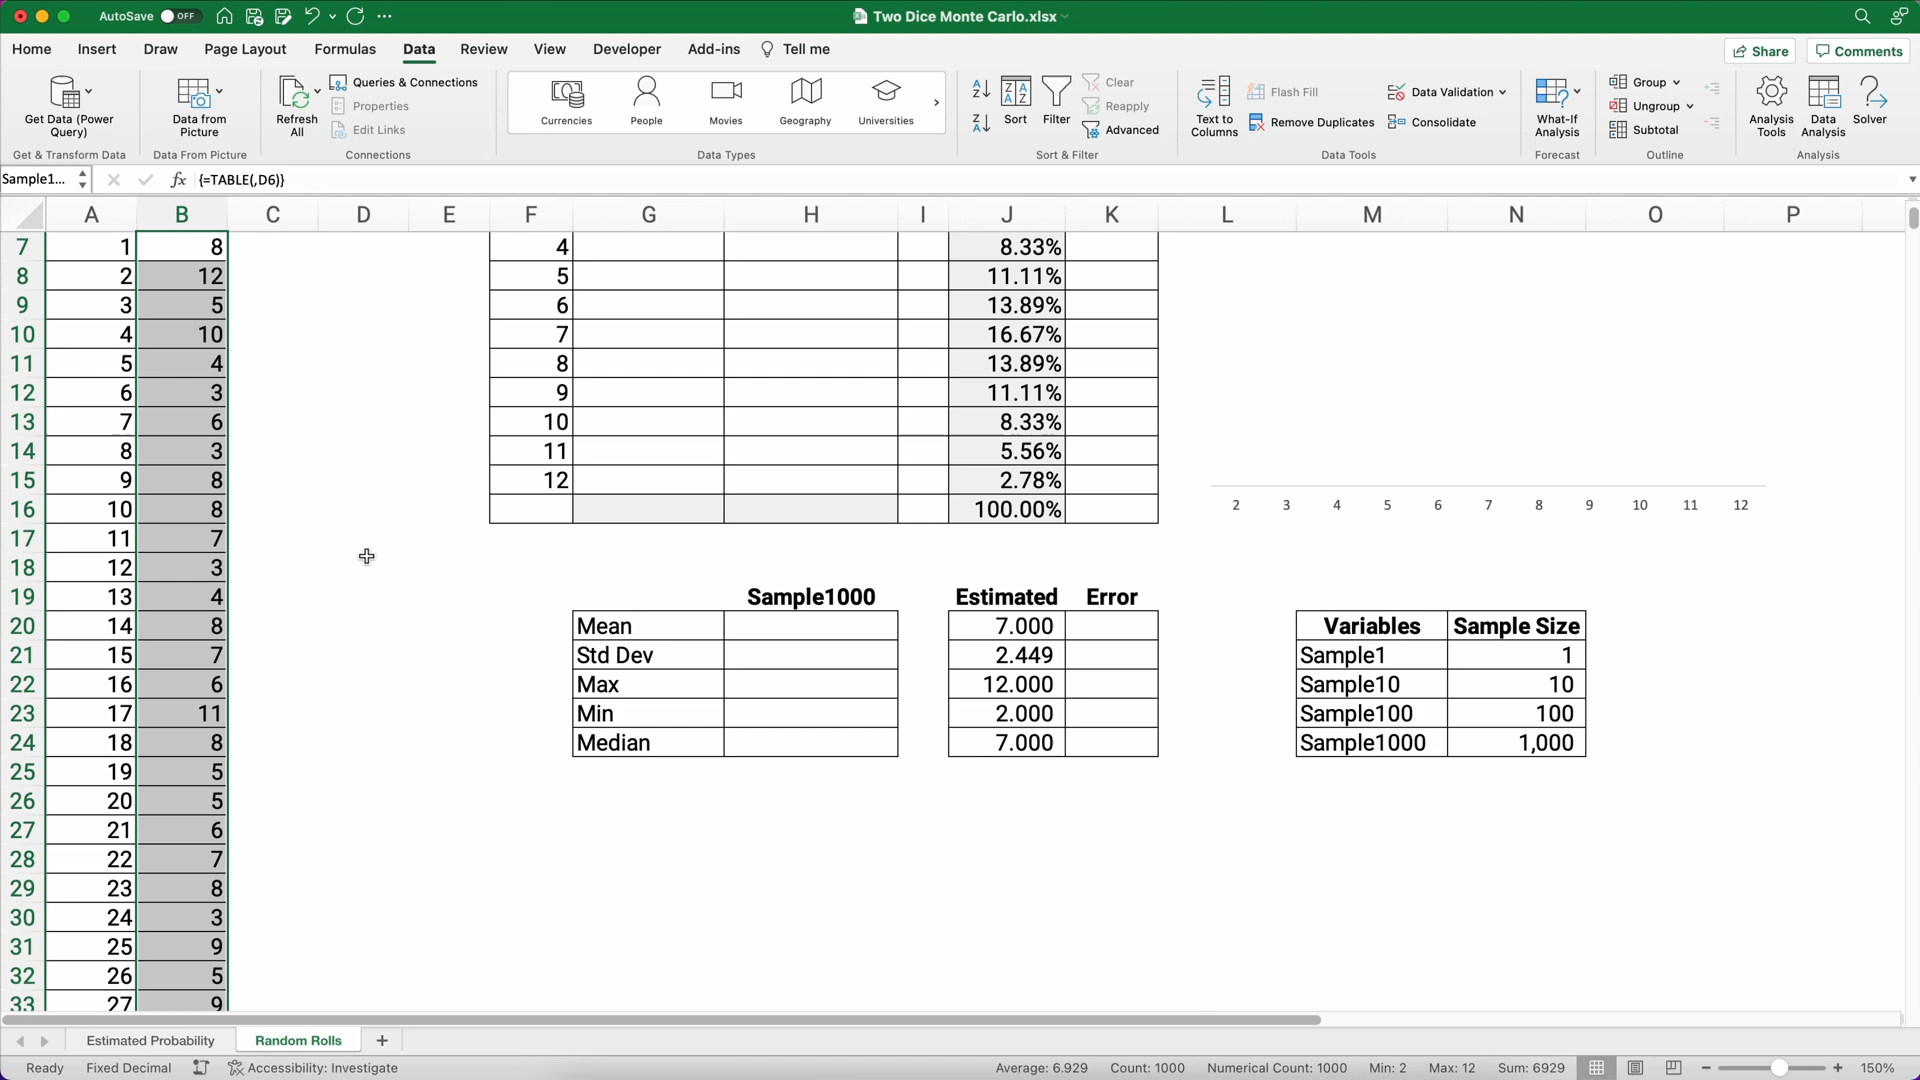 AutoSave OFF Two Dice Monte Carlo.xlsx
Home Insert Draw Page Layout Formulas Data Review View Developer Add-ins Tell me Share Comments
Get Data (Power Query)
Get & Transform Data
Data from Picture
Data From Picture
Refresh All
Queries & Connections
Properties
Edit Links
Connections
Currencies People Movies Geography Universities
Data Types
Sort Filter
Clear
Reapply
Advanced
Sort & Filter
Text to Columns
Flash Fill
Remove Duplicates
Data Validation
Consolidate
Data Tools
What-If Analysis
Forecast
Group
Ungroup
Subtotal
Outline
Analysis Tools
Data Analysis
Solver
Analysis
Sample1... fx {=TABLE(,D6)}
A B C D E F G H I J K L M N O P
7 1 8 4 8.33%
8 2 12 5 11.11%
9 3 5 6 13.89%
10 4 10 7 16.67%
11 5 4 8 13.89%
12 6 3 9 11.11%
13 7 6 10 8.33%
14 8 3 11 5.56%
15 9 8 12 2.78%
16 10 8 100.00%
2 3 4 5 6 7 8 9 10 11 12
17 11 7
18 12 3
19 13 4 Sample1000 Estimated Error
20 14 8 Mean 7.000 Variables Sample Size
21 15 7 Std Dev 2.449 Sample1 1
22 16 6 Max 12.000 Sample10 10
23 17 11 Min 2.000 Sample100 100
24 18 8 Median 7.000 Sample1000 1,000
25 19 5
26 20 5
27 21 6
28 22 7
29 23 8
30 24 3
31 25 9
32 26 5
33 27 9
Estimated Probability Random Rolls +
Ready Fixed Decimal Accessibility: Investigate Average: 6.929 Count: 1000 Numerical Count: 1000 Min: 2 Max: 12 Sum: 6929 150%